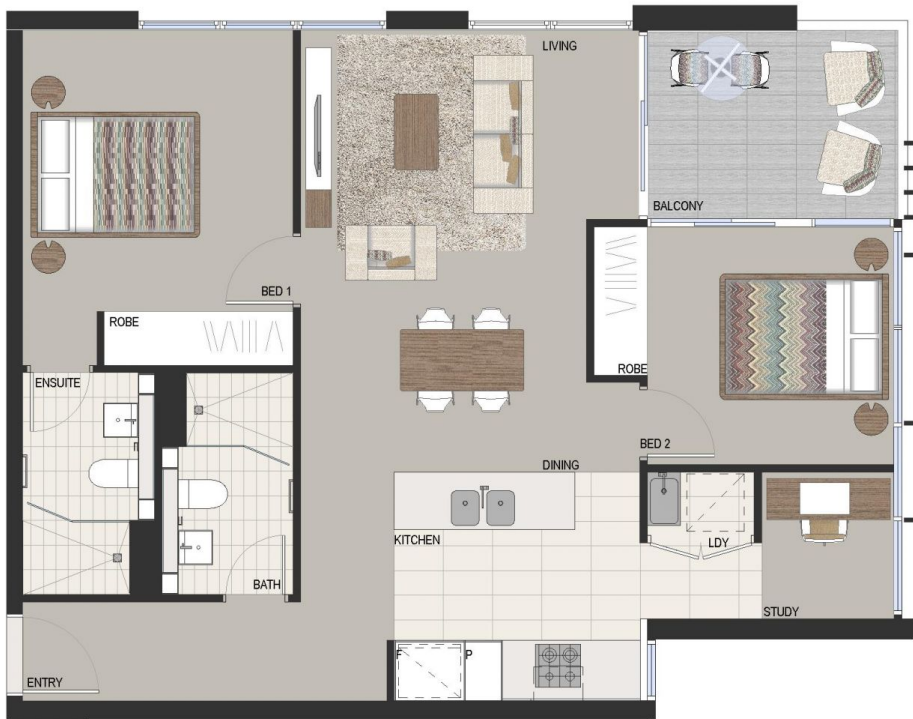 LIVING
BALCONY
BED 1
ROBE
ROBE
ENSUITE
BED 2
DINING
KITCHEN
LDY
BATH
STUDY
F
P
ENTRY